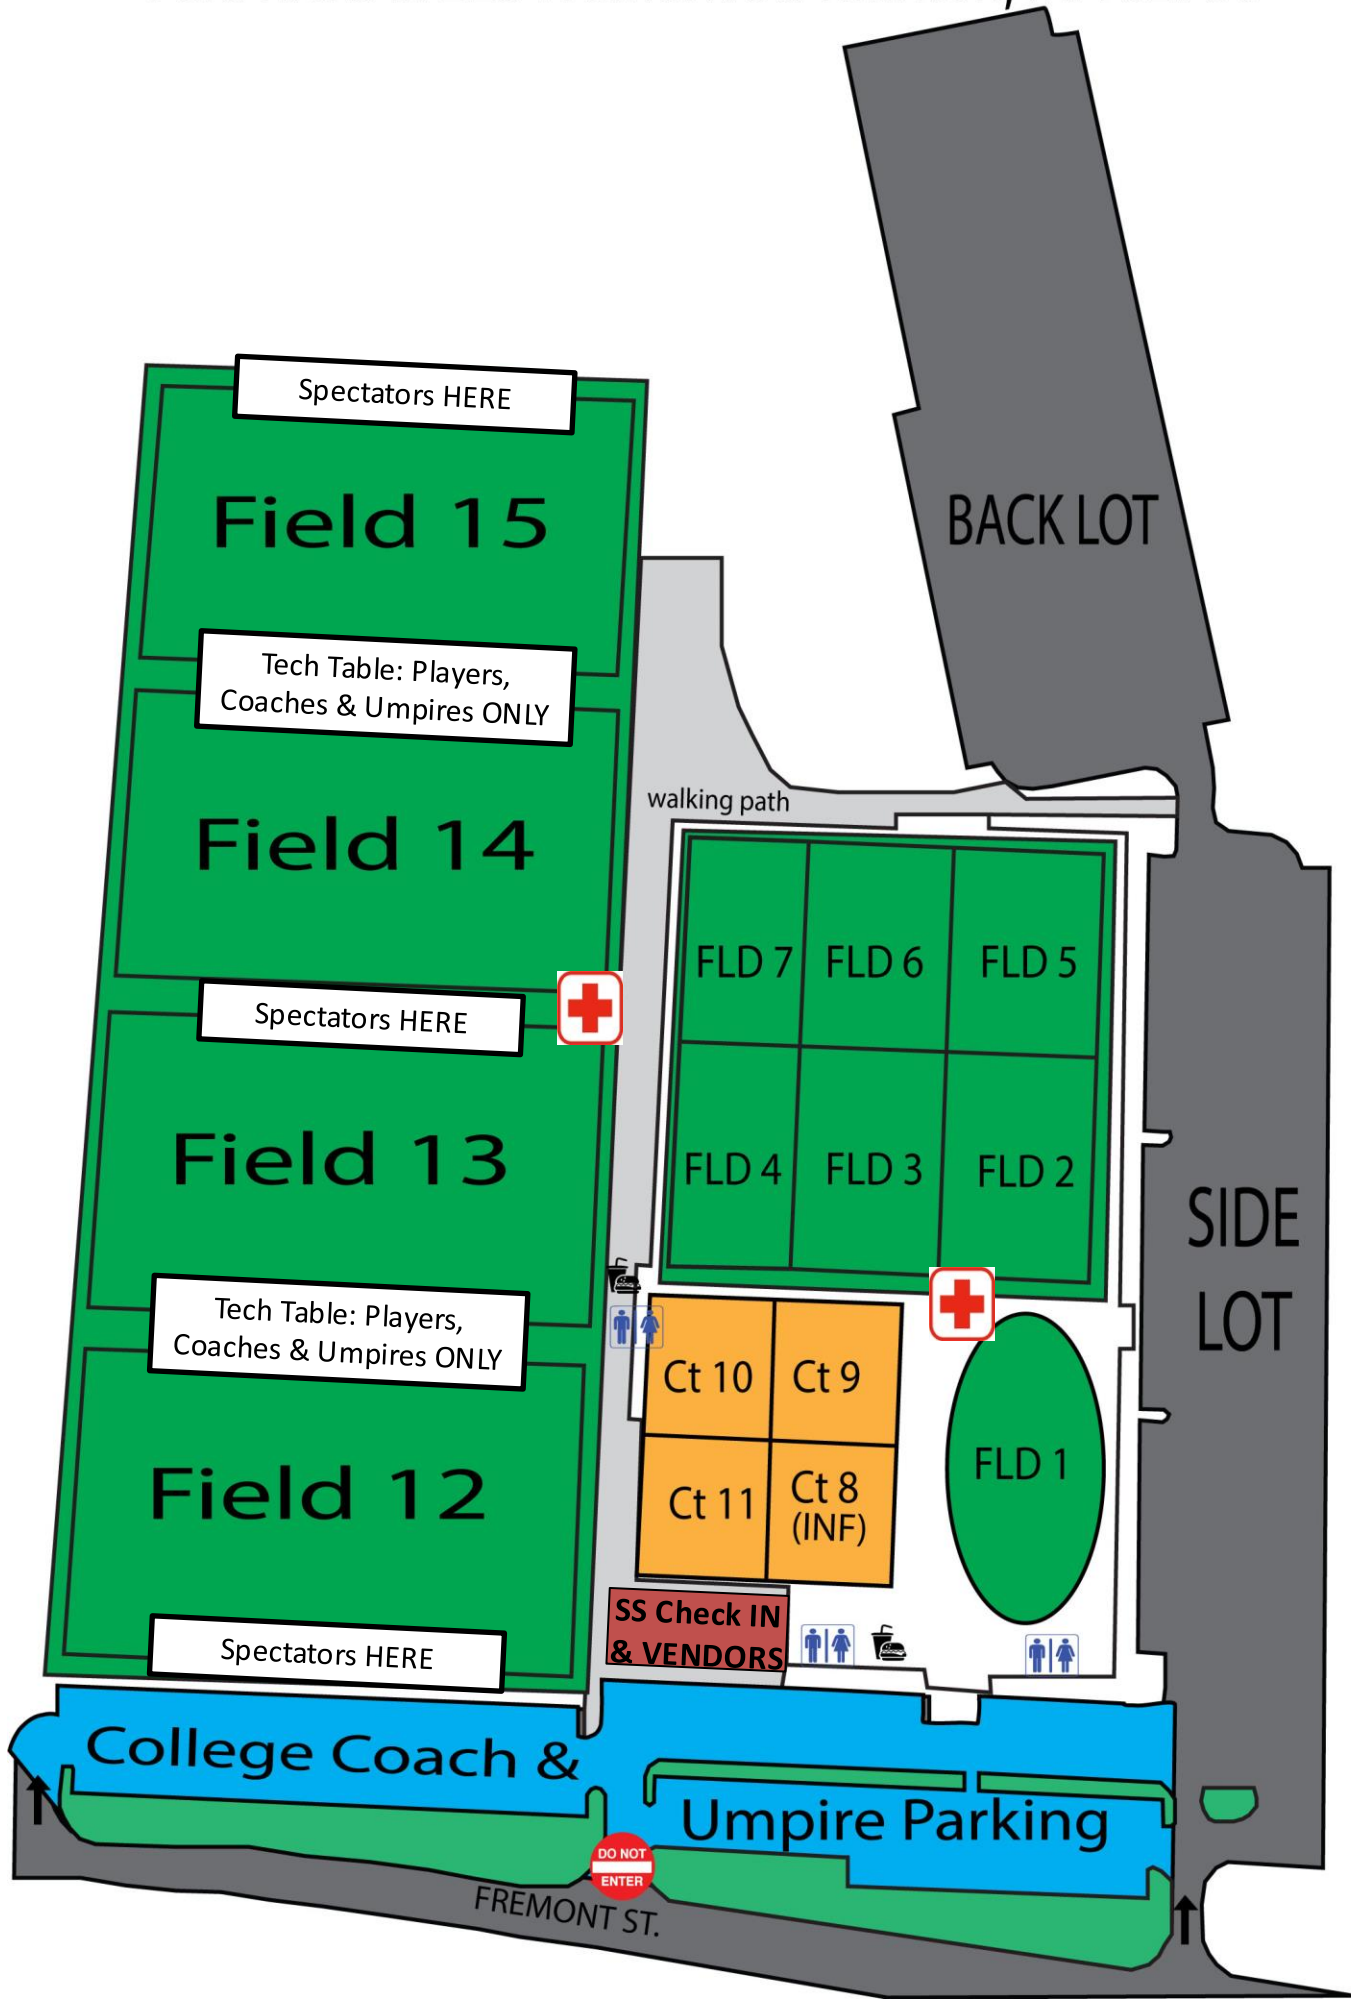 Spectators HERE
Field 15
BACK LOT
Tech Table: Players,
Coaches & Umpires ONLY
walking path
Field 14
FLD 7
FLD 6
FLD 5
Spectators HERE
Field 13
FLD 4
FLD 3
FLD 2
SIDE
LOT
Tech Table: Players,
Coaches & Umpires ONLY
Ct 10
Ct 9
Field 12
Ct 11
Ct 8
(INF)
FLD 1
SS Check IN
& VENDORS
Spectators HERE
College Coach &
Umpire Parking
DO NOT
ENTER
FREMONT ST.